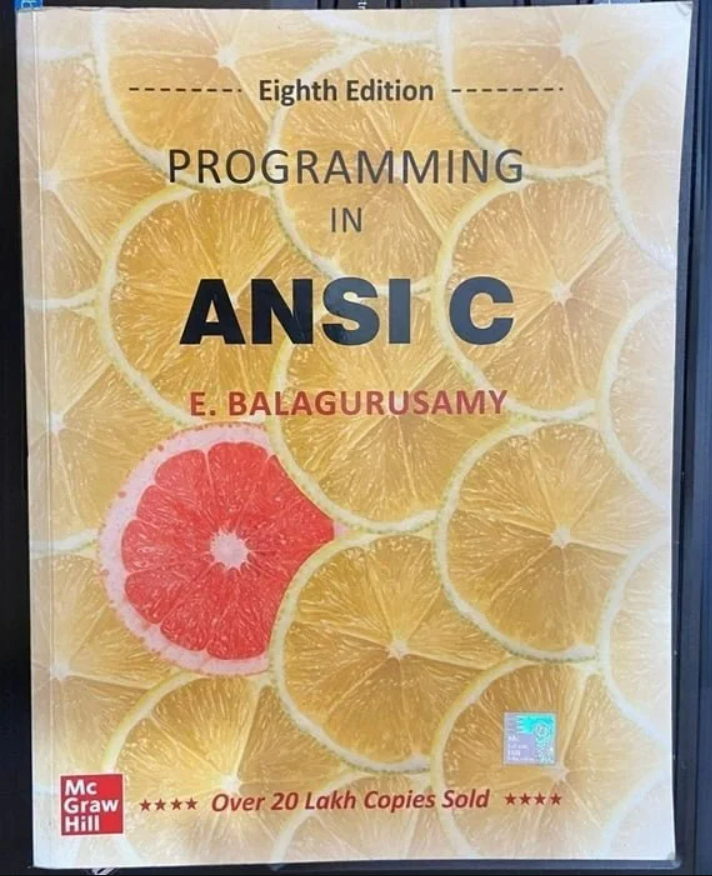 Eighth Edition
PROGRAMMING
IN
ANSI C
E. BALAGURUSAMY
Mc
Graw
Hill
Over 20 Lakh Copies Sold